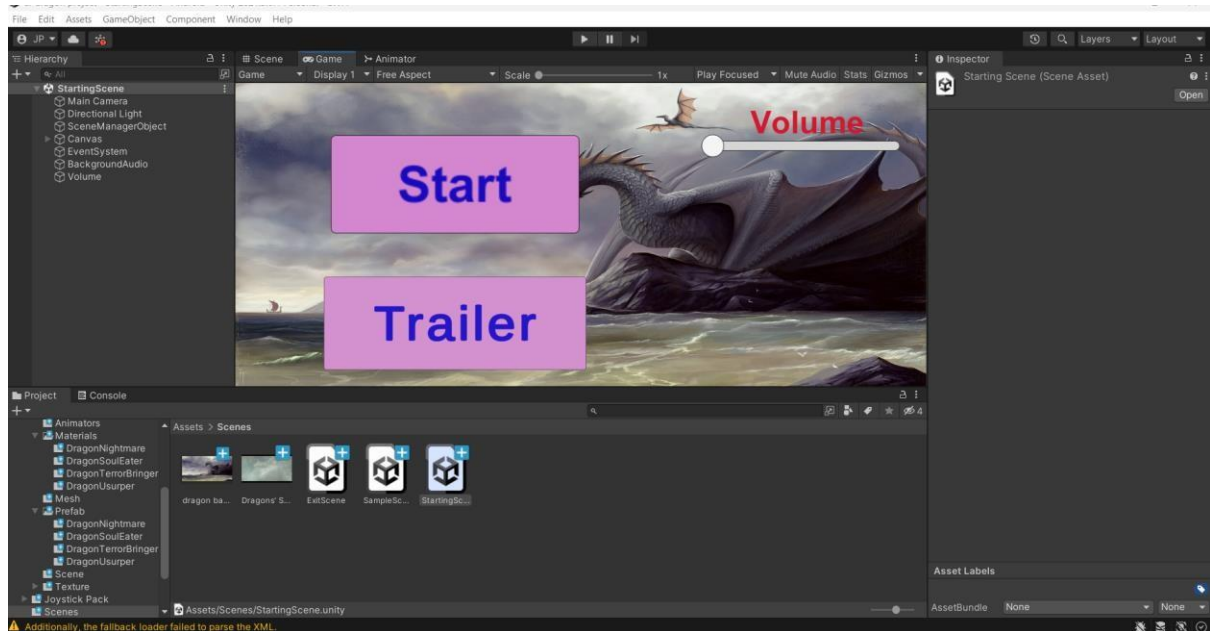 File Edit Assets GameObject Component Window Help
JP
Layers Layout
Hierarchy
All
StartingScene
Main Camera
Directional Light
SceneManagerObject
Canvas
EventSystem
BackgroundAudio
Volume
Scene Game Animator
Game Display 1 Free Aspect Scale 1x Play Focused Mute Audio Stats Gizmos
Volume
Start
Trailer
Inspector
Starting Scene (Scene Asset)
Open
Project Console
4
Animators
Materials
DragonNightmare
DragonSoulEater
DragonTerrorBringer
DragonUsurper
Mesh
Prefab
DragonNightmare
DragonSoulEater
DragonTerrorBringer
DragonUsurper
Scene
Texture
Joystick Pack
Scenes
Assets > Scenes
dragon ba... Dragons' S... ExitScene SampleSc... StartingSc...
Assets/Scenes/StartingScene.unity
Asset Labels
AssetBundle None None
Additionally, the fallback loader failed to parse the XML.